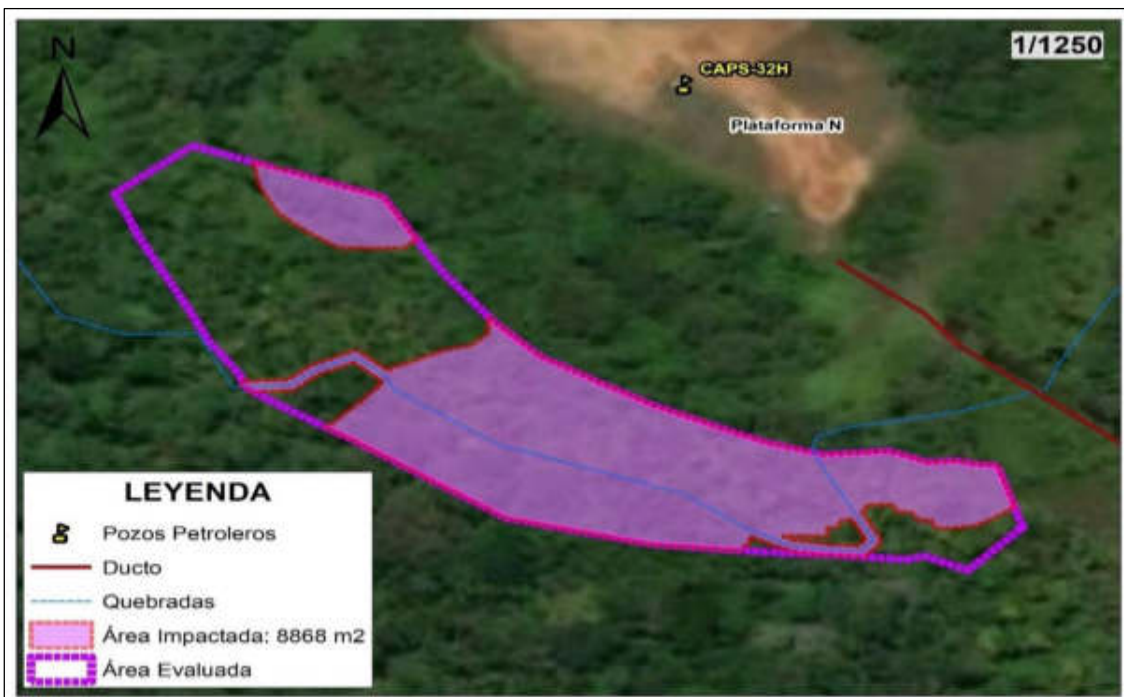 N
1/1250
CAPS-32H
Plataforma N
LEYENDA
Pozos Petroleros
Ducto
Quebradas
Área Impactada: 8868 m2
Área Evaluada